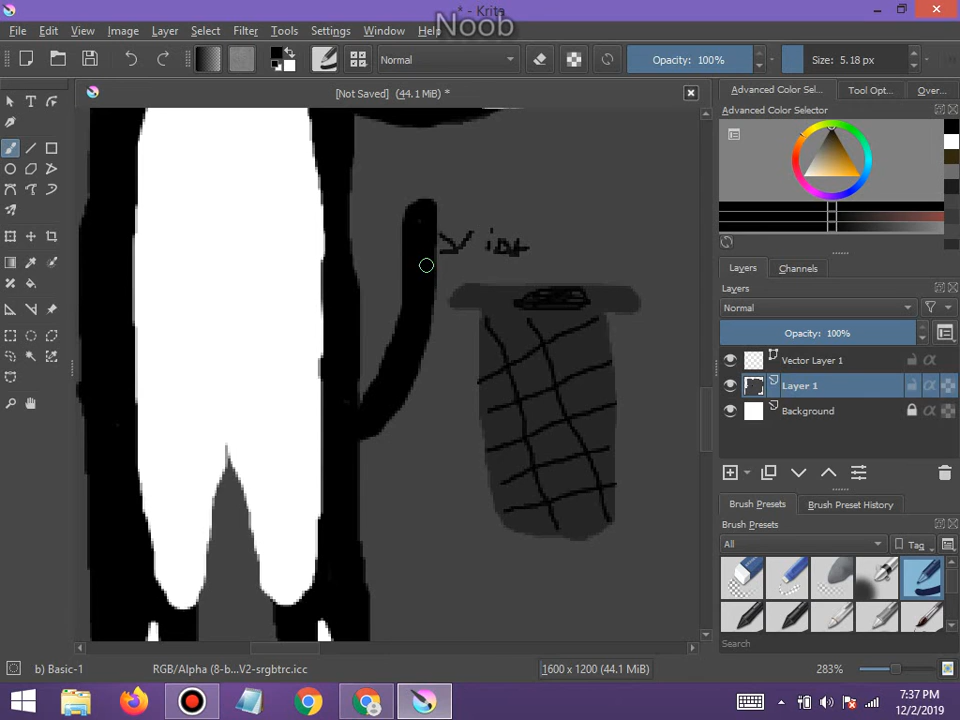 * - Krita
Noob
File Edit View Image Layer Select Filter Tools Settings Window Help
Normal
Opacity: 100%
Size: 5.18 px
[Not Saved] (44.1 MiB) *
Advanced Color Sel...
Tool Opt...
Over...
Advanced Color Selector
Layers
Channels
Layers
Normal
Opacity: 100%
Vector Layer 1
Layer 1
Background
Brush Presets
Brush Preset History
Brush Presets
All
Tag
Search
b) Basic-1
RGB/Alpha (8-b...V2-srgbtrc.icc
1600 x 1200 (44.1 MiB)
283%
7:37 PM
12/2/2019